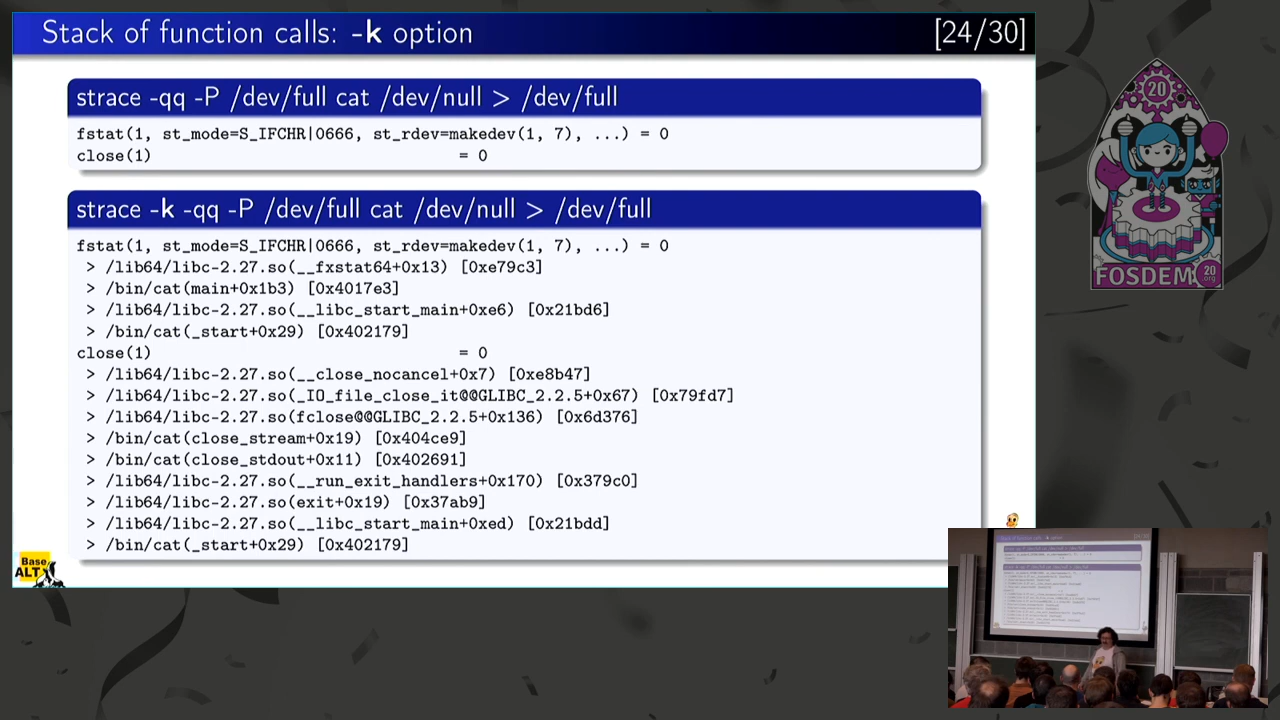 Stack of function calls: -k option [24/30]
strace -qq -P /dev/full cat /dev/null > /dev/full
fstat(1, st_mode=S_IFCHR|0666, st_rdev=makedev(1, 7), ...) = 0
close(1) = 0
strace -k -qq -P /dev/full cat /dev/null > /dev/full
fstat(1, st_mode=S_IFCHR|0666, st_rdev=makedev(1, 7), ...) = 0
> /lib64/libc-2.27.so(__fxstat64+0x13) [0xe79c3]
> /bin/cat(main+0x1b3) [0x4017e3]
> /lib64/libc-2.27.so(__libc_start_main+0xe6) [0x21bd6]
> /bin/cat(_start+0x29) [0x402179]
close(1) = 0
> /lib64/libc-2.27.so(__close_nocancel+0x7) [0xe8b47]
> /lib64/libc-2.27.so(_IO_file_close_it@@GLIBC_2.2.5+0x67) [0x79fd7]
> /lib64/libc-2.27.so(fclose@@GLIBC_2.2.5+0x136) [0x6d376]
> /bin/cat(close_stream+0x19) [0x404ce9]
> /bin/cat(close_stdout+0x11) [0x402691]
> /lib64/libc-2.27.so(__run_exit_handlers+0x170) [0x379c0]
> /lib64/libc-2.27.so(exit+0x19) [0x37ab9]
> /lib64/libc-2.27.so(__libc_start_main+0xed) [0x21bdd]
> /bin/cat(_start+0x29) [0x402179]
Base
ALT
20
FOSDEM 20
.org